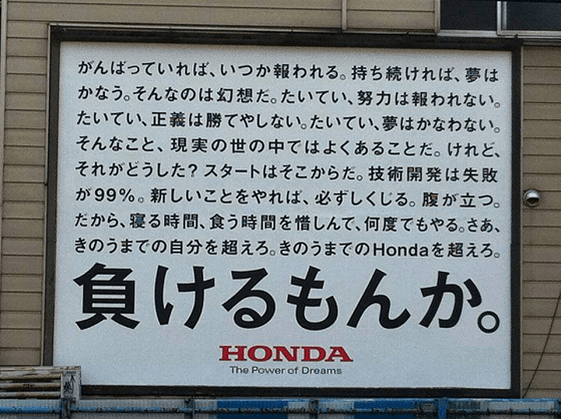 がんばっていれば、いつか報われる。持ち続ければ、夢は
かなう。そんなのは幻想だ。たいてい、努力は報われない。
たいてい、正義は勝てやしない。たいてい、夢はかなわない。
そんなこと、現実の世の中ではよくあることだ。けれど、
それがどうした？スタートはそこからだ。技術開発は失敗
が99%。新しいことをやれば、必ずしくじる。腹が立つ。
だから、寝る時間、食う時間を惜しんで、何度でもやる。さあ、
きのうまでの自分を超えろ。きのうまでのHondaを超えろ。
負けるもんか。
HONDA
The Power of Dreams